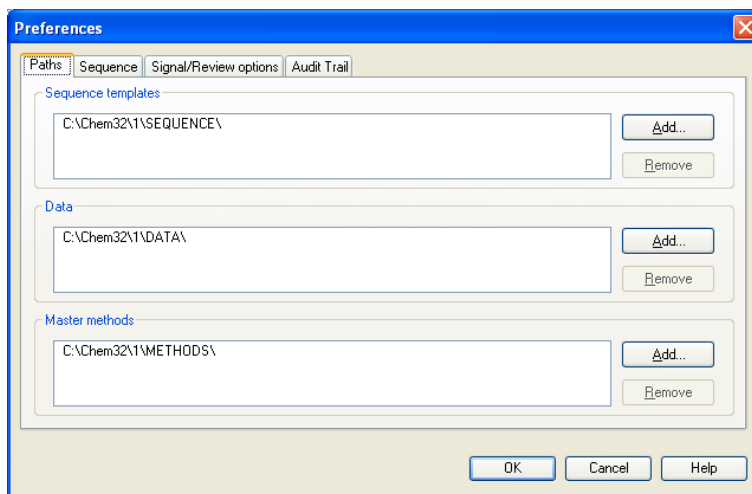 Preferences
Paths Sequence Signal/Review options Audit Trail
Sequence templates
C:\Chem32\1\SEQUENCE\
Add...
Remove
Data
C:\Chem32\1\DATA\
Add...
Remove
Master methods
C:\Chem32\1\METHODS\
Add...
Remove
OK Cancel Help